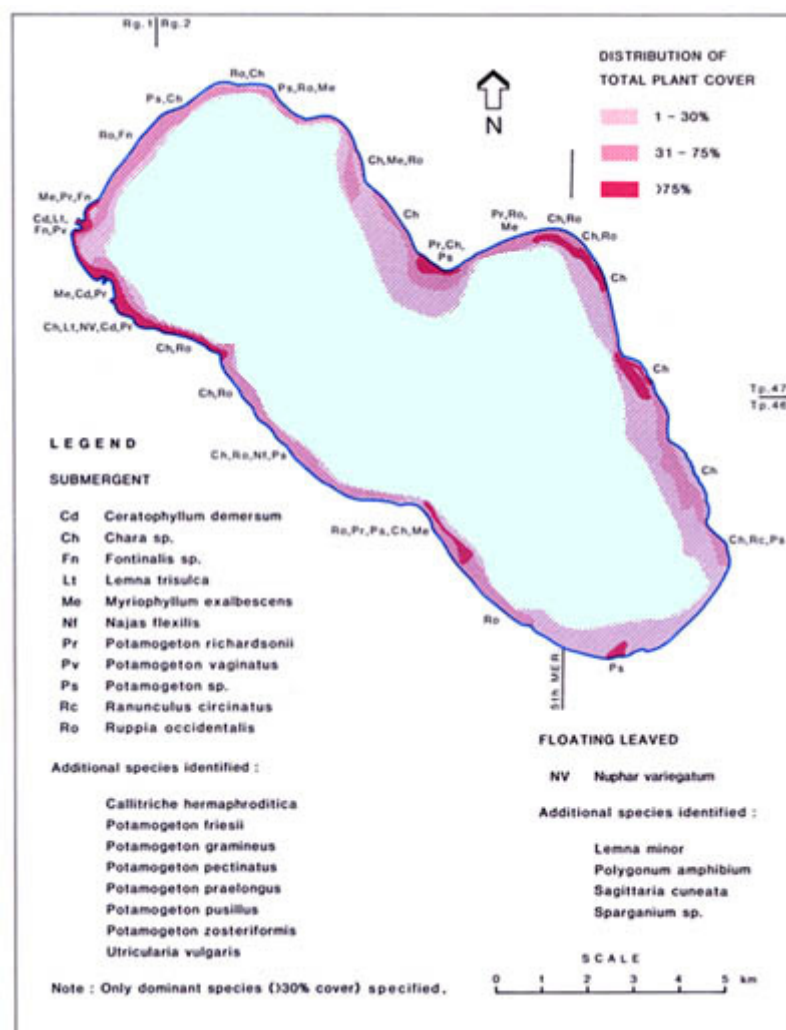 Rg.1 Rg.2
DISTRIBUTION OF
TOTAL PLANT COVER
1 - 30%
31 - 75%
>75%
N
Ro,Ch
Ps,Ro,Me
Ps,Ch
Ro,Fn
Ch,Me,Ro
Me,Pr,Fn
Cd,Lt,
Fn,Pv
Ch
Pr,Ch,
Ps
Pr,Ro,
Me
Ch,Ro
Ch,Ro
Ch
Me,Cd,Pr
Ch,Lt,NV,Cd,Pr
Ch,Ro
Ch,Ro
Ch
Tp.47
Tp.46
Ch,Ro,Nf,Ps
Ch
Ro,Pr,Ps,Ch,Me
Ch,Rc,Ps
Ro
Ps
5th MER
LEGEND
SUBMERGENT
Cd Ceratophyllum demersum
Ch Chara sp.
Fn Fontinalis sp.
Lt Lemna trisulca
Me Myriophyllum exalbescens
Nf Najas flexilis
Pr Potamogeton richardsonii
Pv Potamogeton vaginatus
Ps Potamogeton sp.
Rc Ranunculus circinatus
Ro Ruppia occidentalis
Additional species identified :
Callitriche hermaphroditica
Potamogeton friesii
Potamogeton gramineus
Potamogeton pectinatus
Potamogeton praelongus
Potamogeton pusillus
Potamogeton zosteriformis
Utricularia vulgaris
Note : Only dominant species (>30% cover) specified.
FLOATING LEAVED
NV Nuphar variegatum
Additional species identified :
Lemna minor
Polygonum amphibium
Sagittaria cuneata
Sparganium sp.
SCALE
0 1 2 3 4 5 km